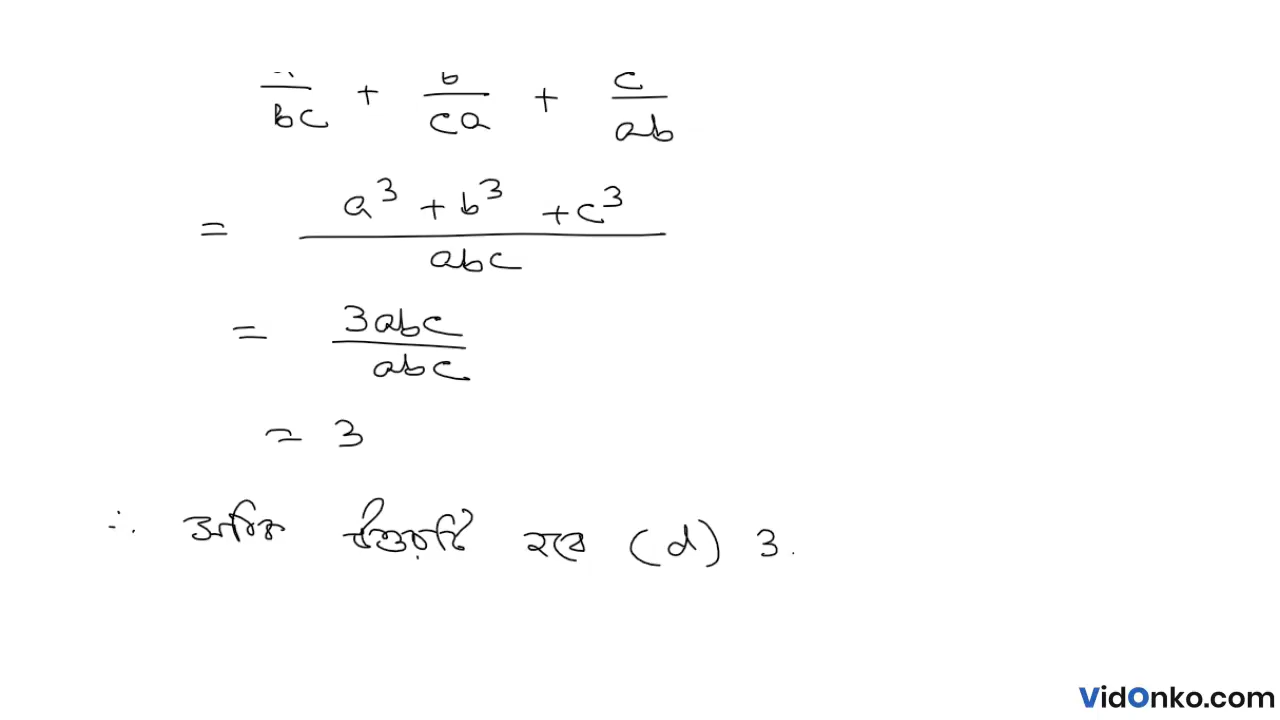 a/bc + b/ca + c/ab
= (a³ + b³ + c³)/abc
= 3abc/abc
= 3
∴ সঠিক উত্তরটি হবে (d) 3.
VidOnko.com